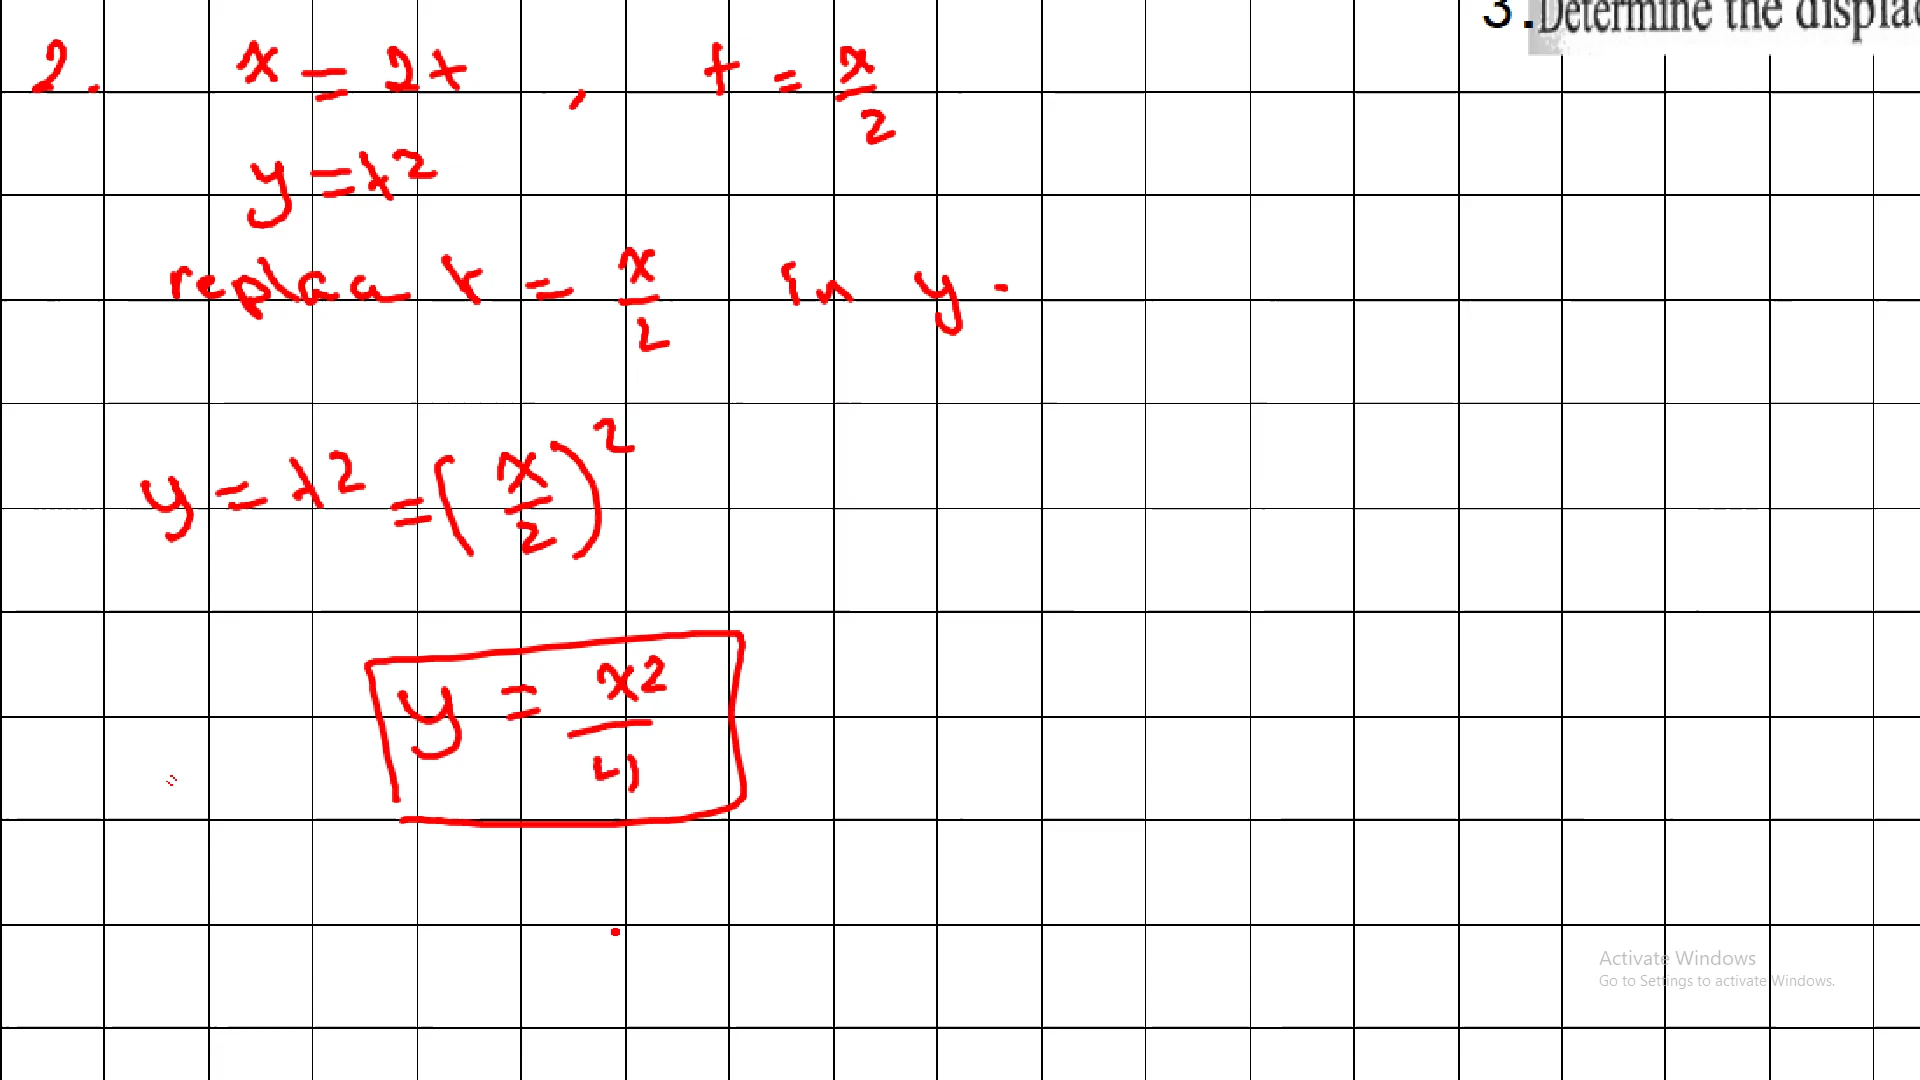 3. Determine the
2. x = 2t , t = x/2
y = t2
replace t = x/2 in y.
y = t2 = (x/2)2
y = x2/4
Activate Windows
Go to Settings to activate Windows.